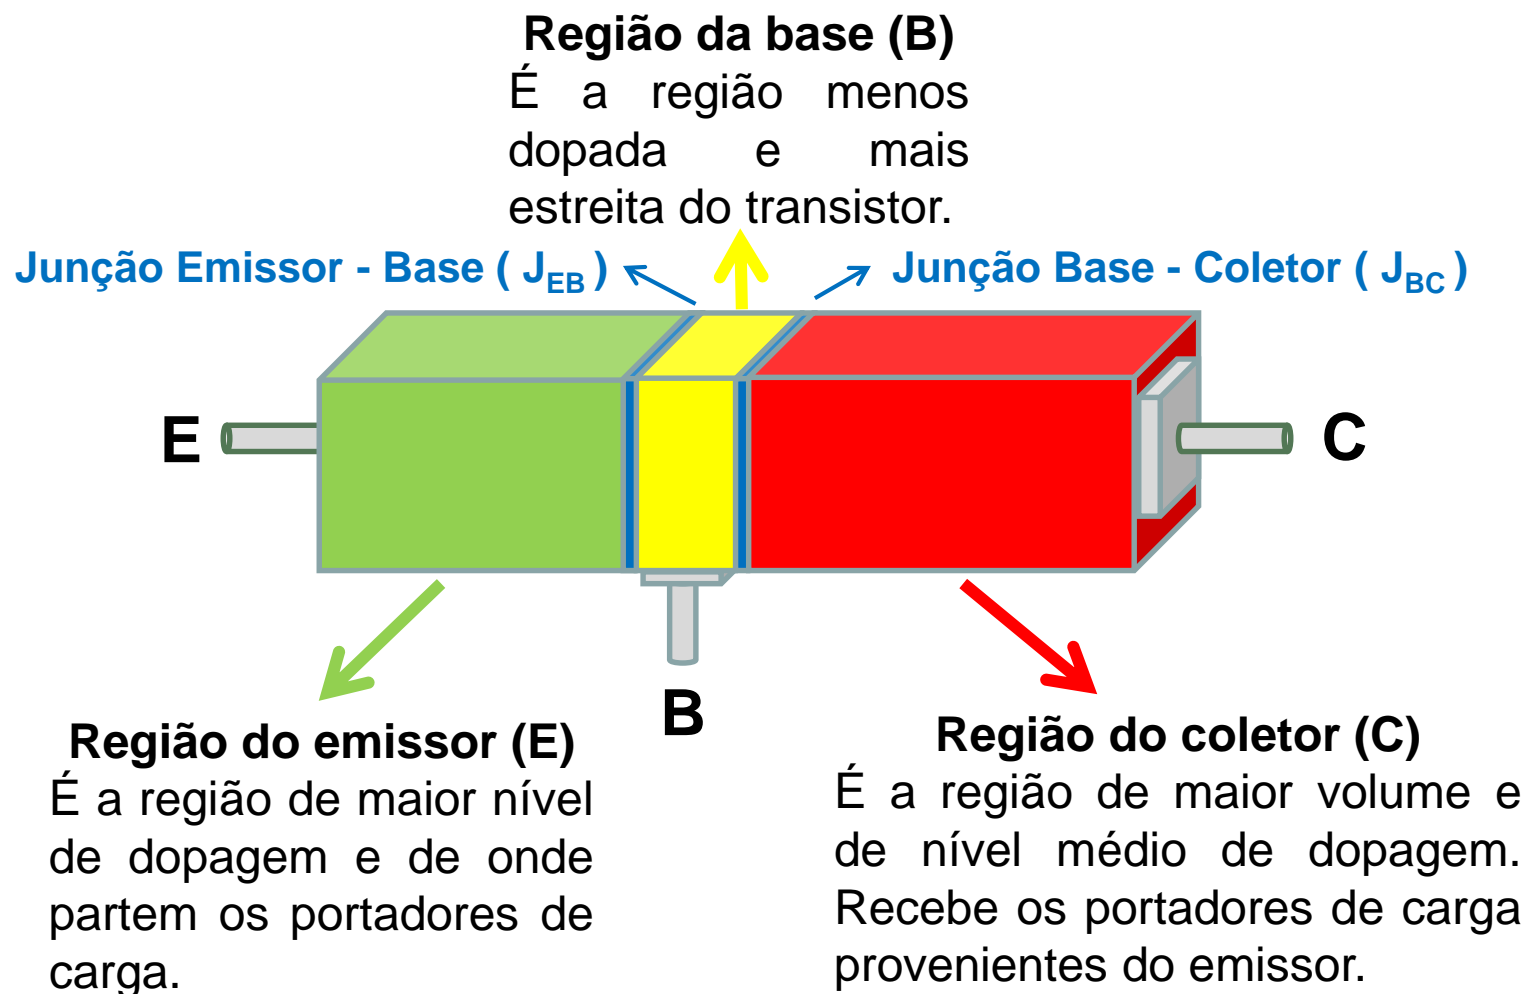 Região da base (B)
É a região menos
dopada e mais
estreita do transistor.
Junção Emissor - Base ( JEB )
Junção Base - Coletor ( JBC )
E
C
B
Região do emissor (E)
É a região de maior nível
de dopagem e de onde
partem os portadores de
carga.
Região do coletor (C)
É a região de maior volume e
de nível médio de dopagem.
Recebe os portadores de carga
provenientes do emissor.